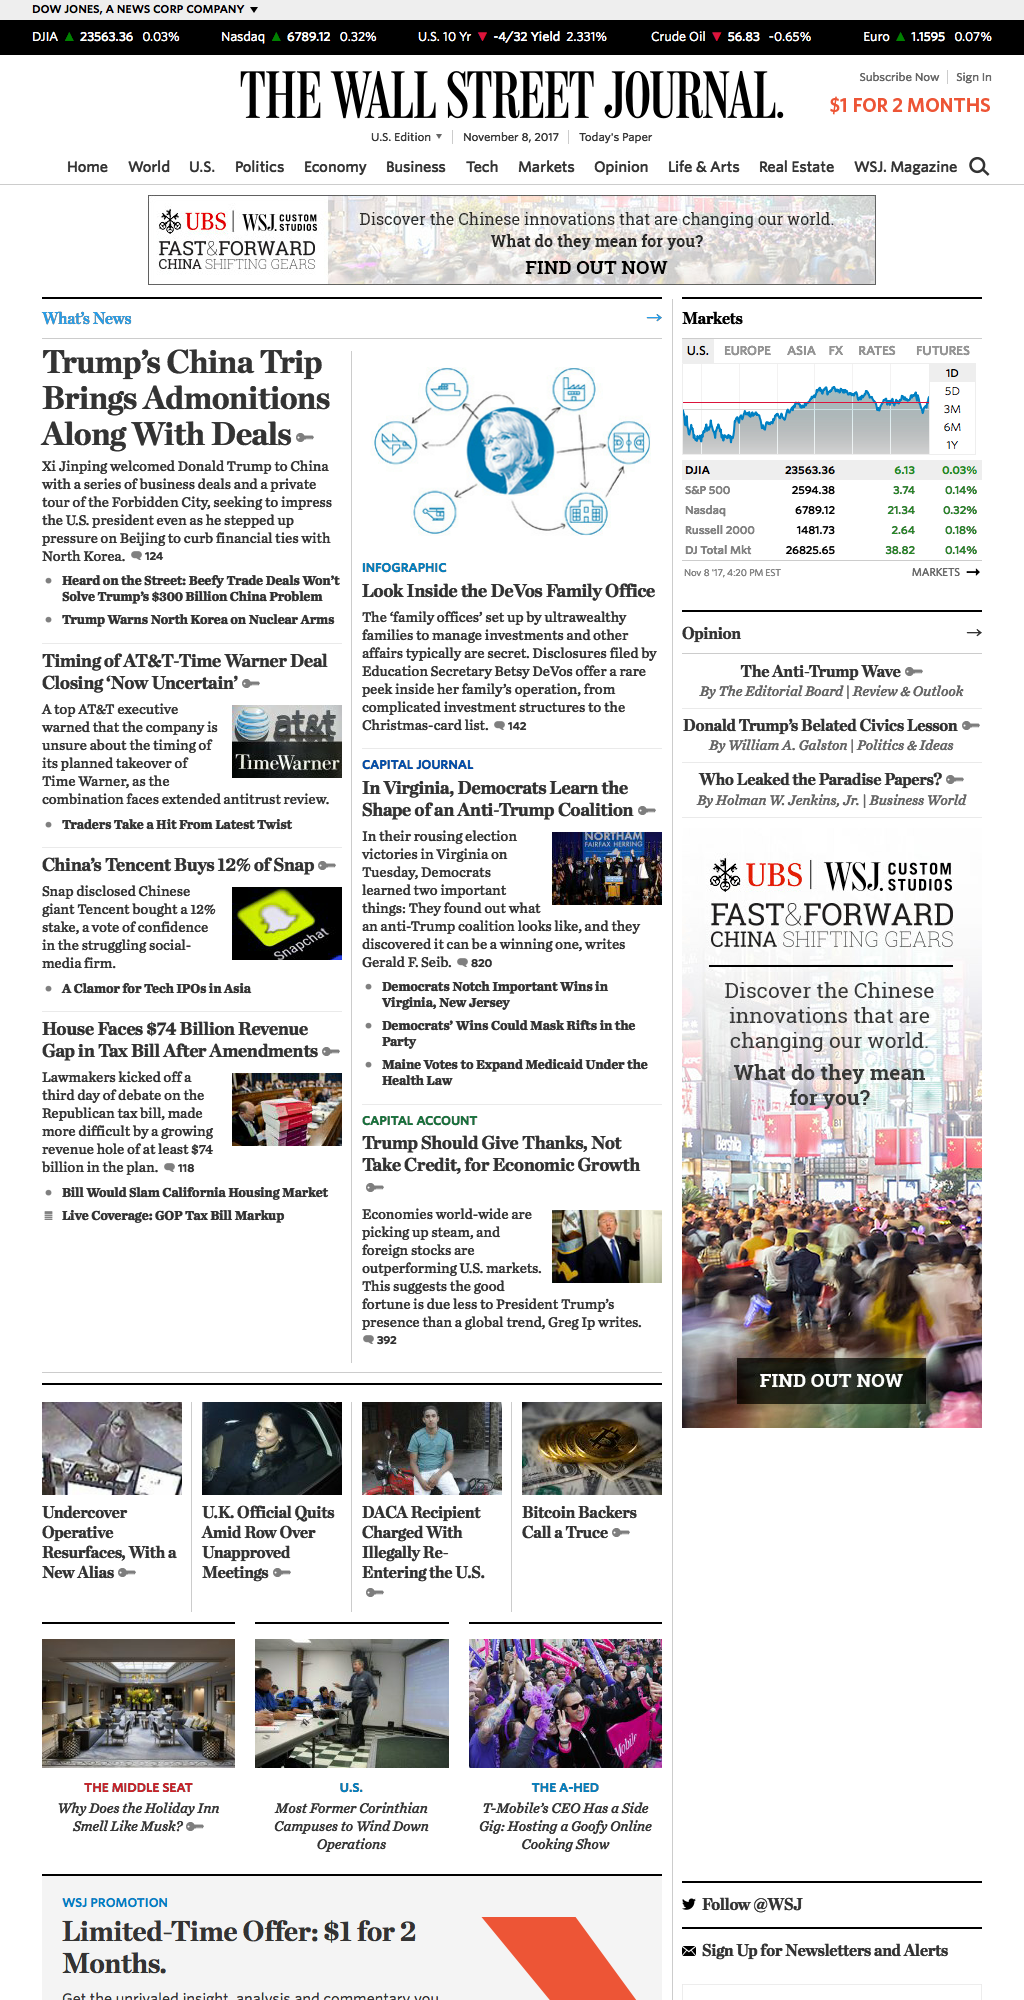 DOW JONES, A NEWS CORP COMPANY
DJIA 23563.36 0.03%
Nasdaq 6789.12 0.32%
U.S. 10 Yr -4/32 Yield 2.331%
Crude Oil 56.83 -0.65%
Euro 1.1595 0.07%
THE WALL STREET JOURNAL.
Subscribe Now Sign In
$1 FOR 2 MONTHS
U.S. Edition November 8, 2017 Today's Paper
Home World U.S. Politics Economy Business Tech Markets Opinion Life & Arts Real Estate WSJ. Magazine
UBS WSJ. CUSTOM STUDIOS
FAST&FORWARD
CHINA SHIFTING GEARS
Discover the Chinese innovations that are changing our world.
What do they mean for you?
FIND OUT NOW
What's News
Trump's China Trip
Brings Admonitions
Along With Deals
Xi Jinping welcomed Donald Trump to China
with a series of business deals and a private
tour of the Forbidden City, seeking to impress
the U.S. president even as he stepped up
pressure on Beijing to curb financial ties with
North Korea. 124
Heard on the Street: Beefy Trade Deals Won't
Solve Trump's $300 Billion China Problem
Trump Warns North Korea on Nuclear Arms
Timing of AT&T-Time Warner Deal
Closing 'Now Uncertain'
A top AT&T executive
warned that the company is
unsure about the timing of
its planned takeover of
Time Warner, as the
combination faces extended antitrust review.
at&t
TimeWarner
Traders Take a Hit From Latest Twist
China's Tencent Buys 12% of Snap
Snap disclosed Chinese
giant Tencent bought a 12%
stake, a vote of confidence
in the struggling social-
media firm.
Snapchat
A Clamor for Tech IPOs in Asia
House Faces $74 Billion Revenue
Gap in Tax Bill After Amendments
Lawmakers kicked off a
third day of debate on the
Republican tax bill, made
more difficult by a growing
revenue hole of at least $74
billion in the plan. 118
Bill Would Slam California Housing Market
Live Coverage: GOP Tax Bill Markup
INFOGRAPHIC
Look Inside the DeVos Family Office
The 'family offices' set up by ultrawealthy
families to manage investments and other
affairs typically are secret. Disclosures filed by
Education Secretary Betsy DeVos offer a rare
peek inside her family's operation, from
complicated investment structures to the
Christmas-card list. 142
CAPITAL JOURNAL
In Virginia, Democrats Learn the
Shape of an Anti-Trump Coalition
In their rousing election
victories in Virginia on
Tuesday, Democrats
learned two important
things: They found out what
an anti-Trump coalition looks like, and they
discovered it can be a winning one, writes
Gerald F. Seib. 820
NORTHAM
FAIRFAX HERRING
Democrats Notch Important Wins in
Virginia, New Jersey
Democrats' Wins Could Mask Rifts in the
Party
Maine Votes to Expand Medicaid Under the
Health Law
CAPITAL ACCOUNT
Trump Should Give Thanks, Not
Take Credit, for Economic Growth
Economies world-wide are
picking up steam, and
foreign stocks are
outperforming U.S. markets.
This suggests the good
fortune is due less to President Trump's
presence than a global trend, Greg Ip writes.
392
Markets
U.S. EUROPE ASIA FX RATES FUTURES
1D
5D
3M
6M
1Y
DJIA 23563.36 6.13 0.03%
S&P 500 2594.38 3.74 0.14%
Nasdaq 6789.12 21.34 0.32%
Russell 2000 1481.73 2.64 0.18%
DJ Total Mkt 26825.65 38.82 0.14%
Nov 8 '17, 4:20 PM EST MARKETS
Opinion
The Anti-Trump Wave
By The Editorial Board | Review & Outlook
Donald Trump's Belated Civics Lesson
By William A. Galston | Politics & Ideas
Who Leaked the Paradise Papers?
By Holman W. Jenkins, Jr. | Business World
UBS WSJ. CUSTOM STUDIOS
FAST&FORWARD
CHINA SHIFTING GEARS
Discover the Chinese
innovations that are
changing our world.
What do they mean
for you?
Bershka
FIND OUT NOW
Undercover
Operative
Resurfaces, With a
New Alias
U.K. Official Quits
Amid Row Over
Unapproved
Meetings
DACA Recipient
Charged With
Illegally Re-
Entering the U.S.
Bitcoin Backers
Call a Truce
THE MIDDLE SEAT
Why Does the Holiday Inn
Smell Like Musk?
U.S.
Most Former Corinthian
Campuses to Wind Down
Operations
THE A-HED
T-Mobile's CEO Has a Side
Gig: Hosting a Goofy Online
Cooking Show
WSJ PROMOTION
Limited-Time Offer: $1 for 2
Months.
Get the unrivaled insight, analysis and commentary you
Follow @WSJ
Sign Up for Newsletters and Alerts